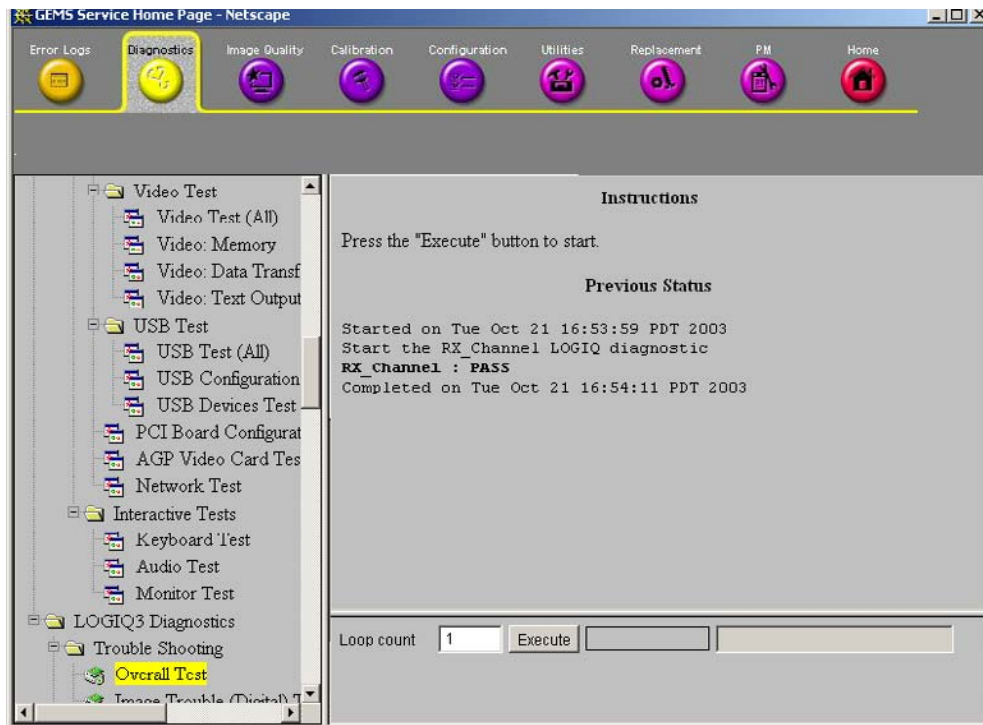 GEMS Service Home Page - Netscape
Error Logs
Diagnostics
Image Quality
Calibration
Configuration
Utilities
Replacement
PM
Home
Video Test
Video Test (All)
Video: Memory
Video: Data Transf
Video: Text Output
USB Test
USB Test (All)
USB Configuration
USB Devices Test
PCI Board Configurat
AGP Video Card Tes
Network Test
Interactive Tests
Keyboard Test
Audio Test
Monitor Test
LOGIQ3 Diagnostics
Trouble Shooting
Overall Test
Image Trouble (Digital) T
Instructions
Press the "Execute" button to start.
Previous Status
Started on Tue Oct 21 16:53:59 PDT 2003
Start the RX_Channel LOGIQ diagnostic
RX_Channel : PASS
Completed on Tue Oct 21 16:54:11 PDT 2003
Loop count 1 Execute